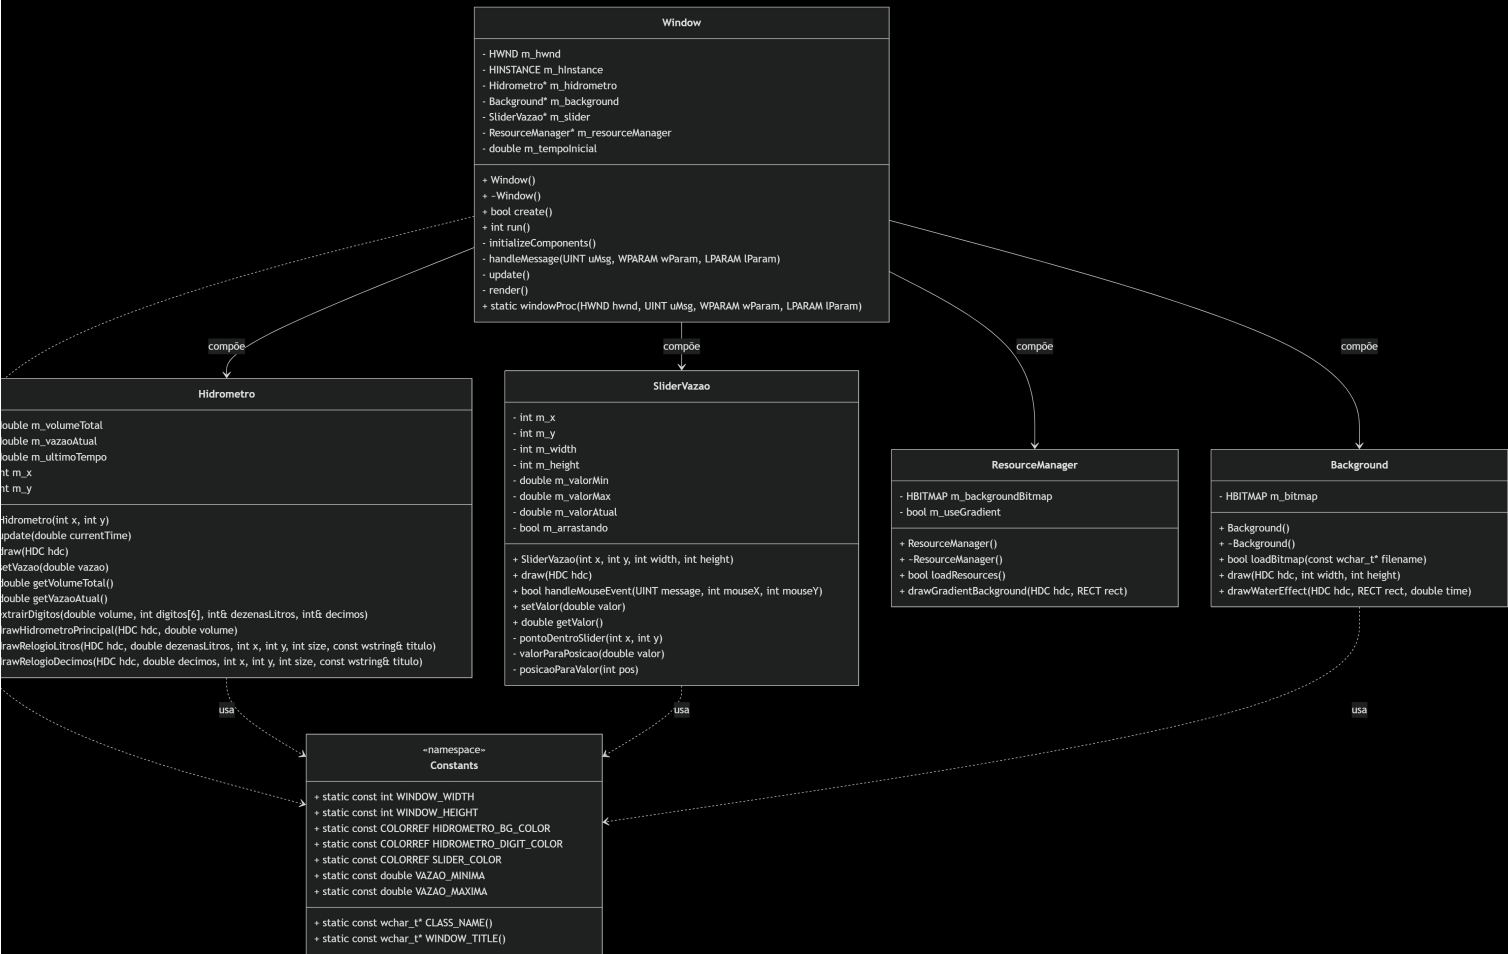 Window
- HWND m_hwnd
- HINSTANCE m_hInstance
- Hidrometro* m_hidrometro
- Background* m_background
- SliderVazao* m_slider
- ResourceManager* m_resourceManager
- double m_tempoInicial
+ Window()
+ ~Window()
+ bool create()
+ int run()
- initializeComponents()
- handleMessage(UINT uMsg, WPARAM wParam, LPARAM lParam)
- update()
- render()
+ static windowProc(HWND hwnd, UINT uMsg, WPARAM wParam, LPARAM lParam)
compõe
compõe
compõe
compõe
Hidrometro
ouble m_volumeTotal
ouble m_vazaoAtual
ouble m_ultimoTempo
nt m_x
nt m_y
Hidrometro(int x, int y)
update(double currentTime)
draw(HDC hdc)
setVazao(double vazao)
double getVolumeTotal()
double getVazaoAtual()
extrairDigitos(double volume, int digitos[6], int& dezenasLitros, int& decimos)
rawHidrometroPrincipal(HDC hdc, double volume)
rawRelogioLitros(HDC hdc, double dezenasLitros, int x, int y, int size, const wstring& titulo)
rawRelogioDecimos(HDC hdc, double decimos, int x, int y, int size, const wstring& titulo)
SliderVazao
- int m_x
- int m_y
- int m_width
- int m_height
- double m_valorMin
- double m_valorMax
- double m_valorAtual
- bool m_arrastando
+ SliderVazao(int x, int y, int width, int height)
+ draw(HDC hdc)
+ bool handleMouseEvent(UINT message, int mouseX, int mouseY)
+ setValor(double valor)
+ double getValor()
- pontoDentroSlider(int x, int y)
- valorParaPosicao(double valor)
- posicaoParaValor(int pos)
ResourceManager
- HBITMAP m_backgroundBitmap
- bool m_useGradient
+ ResourceManager()
+ ~ResourceManager()
+ bool loadResources()
+ drawGradientBackground(HDC hdc, RECT rect)
Background
- HBITMAP m_bitmap
+ Background()
+ ~Background()
+ bool loadBitmap(const wchar_t* filename)
+ draw(HDC hdc, int width, int height)
+ drawWaterEffect(HDC hdc, RECT rect, double time)
usa
usa
usa
«namespace»
Constants
+ static const int WINDOW_WIDTH
+ static const int WINDOW_HEIGHT
+ static const COLORREF HIDROMETRO_BG_COLOR
+ static const COLORREF HIDROMETRO_DIGIT_COLOR
+ static const COLORREF SLIDER_COLOR
+ static const double VAZAO_MINIMA
+ static const double VAZAO_MAXIMA
+ static const wchar_t* CLASS_NAME()
+ static const wchar_t* WINDOW_TITLE()